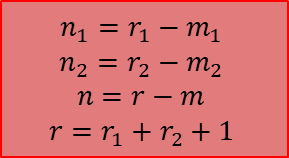 n₁ = r₁ − m₁
n₂ = r₂ − m₂
n = r − m
r = r₁ + r₂ + 1